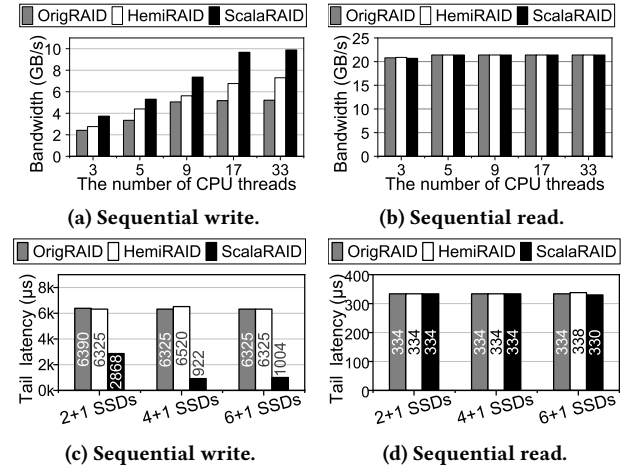 OrigRAID HemiRAID ScalaRAID
Bandwidth (GB/s)
10
8
6
4
2
0
3 5 9 17 33
The number of CPU threads
(a) Sequential write.
OrigRAID HemiRAID ScalaRAID
Bandwidth (GB/s)
25
20
15
10
5
0
3 5 9 17 33
The number of CPU threads
(b) Sequential read.
OrigRAID HemiRAID ScalaRAID
Tail latency (μs)
8k
6k
4k
2k
0k
6390 6325 2868
6325 6520 922
6325 6325 1004
2+1 SSDs 4+1 SSDs 6+1 SSDs
(c) Sequential write.
OrigRAID HemiRAID ScalaRAID
Tail latency (μs)
400
300
200
100
0
334 334 334
334 334 334
334 338 330
2+1 SSDs 4+1 SSDs 6+1 SSDs
(d) Sequential read.